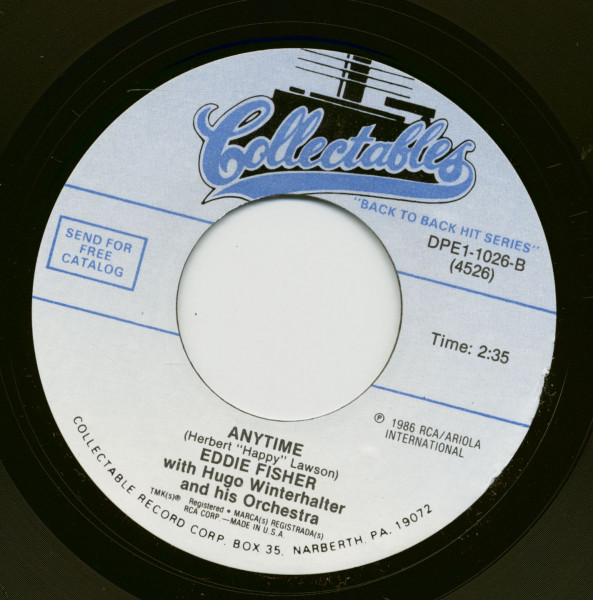 Collectables
"BACK TO BACK HIT SERIES"
DPE1-1026-B
(4526)
SEND FOR
FREE
CATALOG
Time: 2:35
℗ 1986 RCA/ARIOLA
INTERNATIONAL
ANYTIME
(Herbert "Happy" Lawson)
EDDIE FISHER
with Hugo Winterhalter
and his Orchestra
TMK(s)® Registered • MARCA(s) REGISTRADA(s)
RCA CORP.—MADE IN U.S.A.
COLLECTABLE RECORD CORP. BOX 35, NARBERTH, PA. 19072